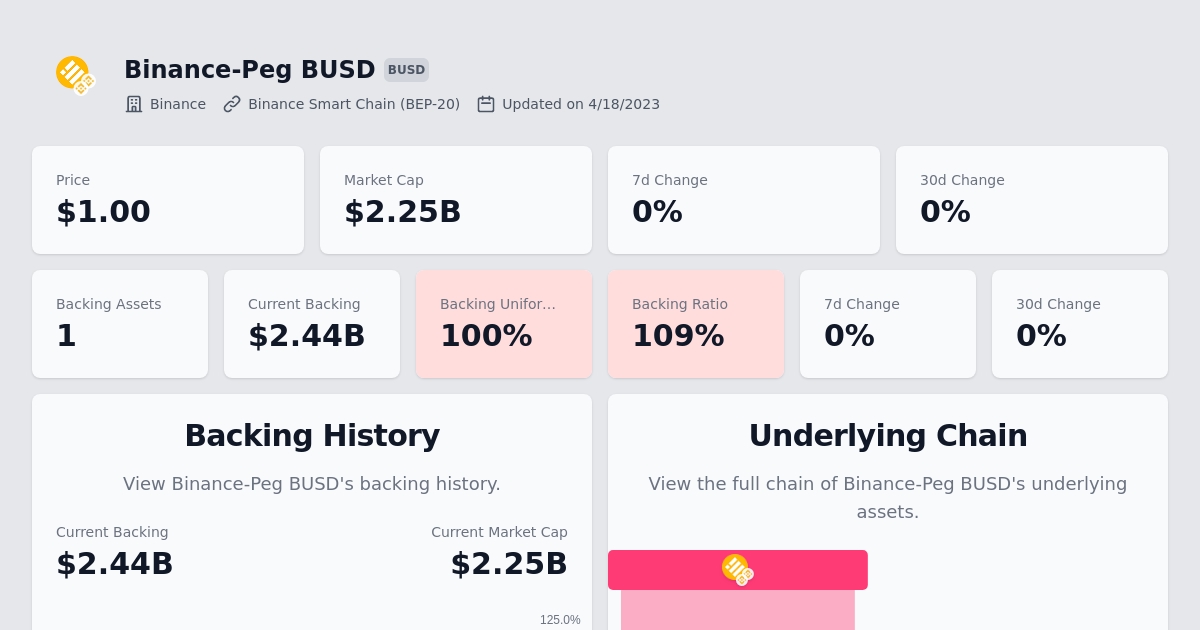 Binance-Peg BUSD BUSD
Binance Binance Smart Chain (BEP-20) Updated on 4/18/2023
Price
$1.00
Market Cap
$2.25B
7d Change
0%
30d Change
0%
Backing Assets
1
Current Backing
$2.44B
Backing Unifor...
100%
Backing Ratio
109%
7d Change
0%
30d Change
0%
Backing History
View Binance-Peg BUSD's backing history.
Current Backing
$2.44B
Current Market Cap
$2.25B
125.0%
Underlying Chain
View the full chain of Binance-Peg BUSD's underlying
assets.